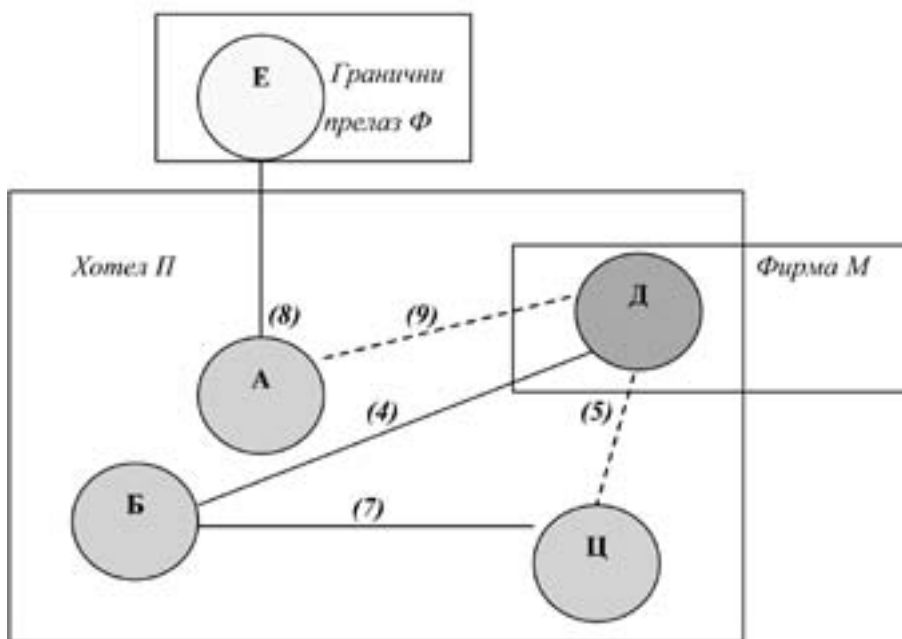 Е
Гранични
прелаз Ф
Хотел П
Д
Фирма М
(8)
(9)
А
(4)
(5)
Б
(7)
Ц